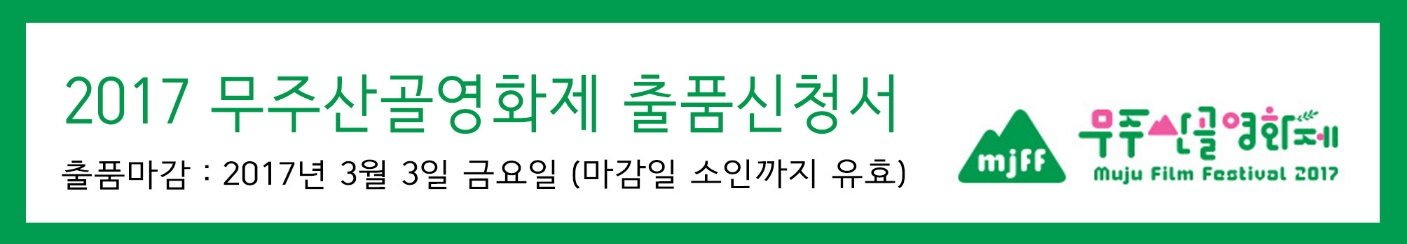 2017 무주산골영화제 출품신청서
출품마감 : 2017년 3월 3일 금요일 (마감일 소인까지 유효)
mjff
무주산골영화제
Muju Film Festival 2017